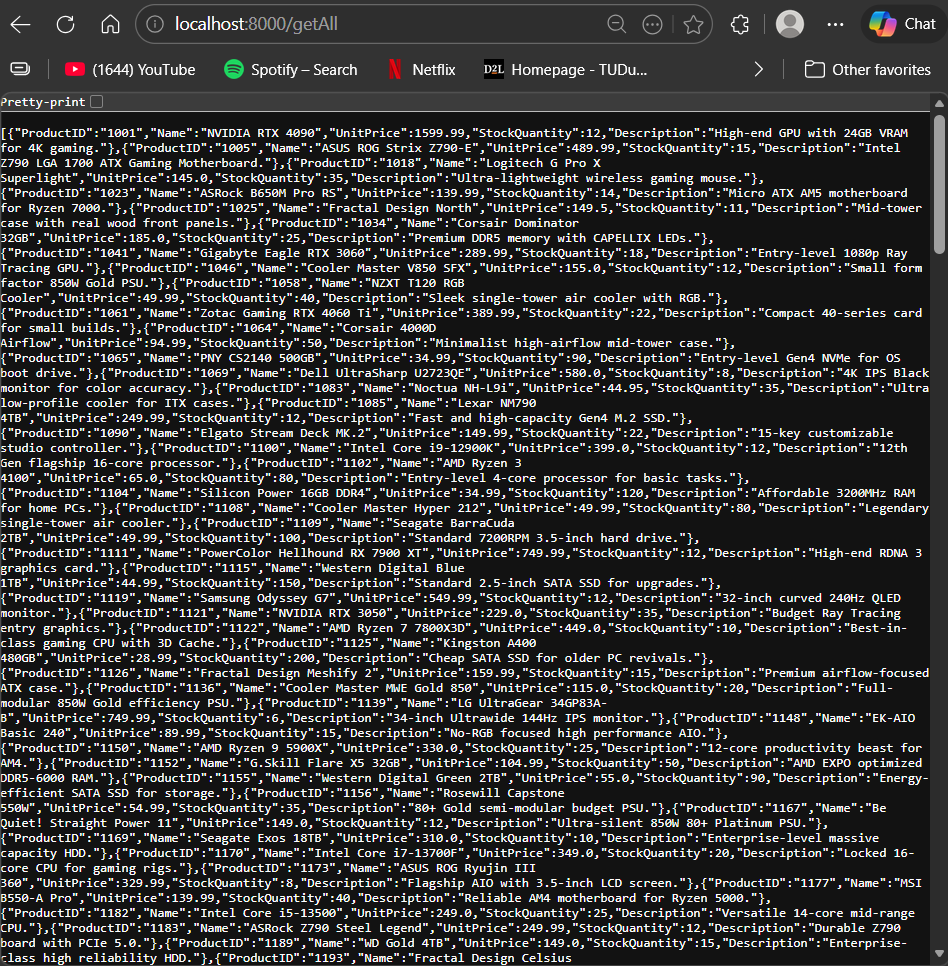 localhost:8000/getAll
Chat
(1644) YouTube
Spotify – Search
Netflix
D2L
Homepage - TUDu...
Other favorites
Pretty-print
[{"ProductID":"1001","Name":"NVIDIA RTX 4090","UnitPrice":1599.99,"StockQuantity":12,"Description":"High-end GPU with 24GB VRAM
for 4K gaming."},{"ProductID":"1005","Name":"ASUS ROG Strix Z790-E","UnitPrice":489.99,"StockQuantity":15,"Description":"Intel
Z790 LGA 1700 ATX Gaming Motherboard."},{"ProductID":"1018","Name":"Logitech G Pro X
Superlight","UnitPrice":145.0,"StockQuantity":35,"Description":"Ultra-lightweight wireless gaming mouse."},
{"ProductID":"1023","Name":"ASRock B650M Pro RS","UnitPrice":139.99,"StockQuantity":14,"Description":"Micro ATX AM5 motherboard
for Ryzen 7000."},{"ProductID":"1025","Name":"Fractal Design North","UnitPrice":149.5,"StockQuantity":11,"Description":"Mid-tower
case with real wood front panels."},{"ProductID":"1034","Name":"Corsair Dominator
32GB","UnitPrice":185.0,"StockQuantity":25,"Description":"Premium DDR5 memory with CAPELLIX LEDs."},
{"ProductID":"1041","Name":"Gigabyte Eagle RTX 3060","UnitPrice":289.99,"StockQuantity":18,"Description":"Entry-level 1080p Ray
Tracing GPU."},{"ProductID":"1046","Name":"Cooler Master V850 SFX","UnitPrice":155.0,"StockQuantity":12,"Description":"Small form
factor 850W Gold PSU."},{"ProductID":"1058","Name":"NZXT T120 RGB
Cooler","UnitPrice":49.99,"StockQuantity":40,"Description":"Sleek single-tower air cooler with RGB."},
{"ProductID":"1061","Name":"Zotac Gaming RTX 4060 Ti","UnitPrice":389.99,"StockQuantity":22,"Description":"Compact 40-series card
for small builds."},{"ProductID":"1064","Name":"Corsair 4000D
Airflow","UnitPrice":94.99,"StockQuantity":50,"Description":"Minimalist high-airflow mid-tower case."},
{"ProductID":"1065","Name":"PNY CS2140 500GB","UnitPrice":34.99,"StockQuantity":90,"Description":"Entry-level Gen4 NVMe for OS
boot drive."},{"ProductID":"1069","Name":"Dell UltraSharp U2723QE","UnitPrice":580.0,"StockQuantity":8,"Description":"4K IPS Black
monitor for color accuracy."},{"ProductID":"1083","Name":"Noctua NH-L9i","UnitPrice":44.95,"StockQuantity":35,"Description":"Ultra
low-profile cooler for ITX cases."},{"ProductID":"1085","Name":"Lexar NM790
4TB","UnitPrice":249.99,"StockQuantity":12,"Description":"Fast and high-capacity Gen4 M.2 SSD."},
{"ProductID":"1090","Name":"Elgato Stream Deck MK.2","UnitPrice":149.99,"StockQuantity":22,"Description":"15-key customizable
studio controller."},{"ProductID":"1100","Name":"Intel Core i9-12900K","UnitPrice":399.0,"StockQuantity":12,"Description":"12th
Gen flagship 16-core processor."},{"ProductID":"1102","Name":"AMD Ryzen 3
4100","UnitPrice":65.0,"StockQuantity":80,"Description":"Entry-level 4-core processor for basic tasks."},
{"ProductID":"1104","Name":"Silicon Power 16GB DDR4","UnitPrice":34.99,"StockQuantity":120,"Description":"Affordable 3200MHz RAM
for home PCs."},{"ProductID":"1108","Name":"Cooler Master Hyper 212","UnitPrice":49.99,"StockQuantity":80,"Description":"Legendary
single-tower air cooler."},{"ProductID":"1109","Name":"Seagate BarraCuda
2TB","UnitPrice":49.99,"StockQuantity":100,"Description":"Standard 7200RPM 3.5-inch hard drive."},
{"ProductID":"1111","Name":"PowerColor Hellhound RX 7900 XT","UnitPrice":749.99,"StockQuantity":12,"Description":"High-end RDNA 3
graphics card."},{"ProductID":"1115","Name":"Western Digital Blue
1TB","UnitPrice":44.99,"StockQuantity":150,"Description":"Standard 2.5-inch SATA SSD for upgrades."},
{"ProductID":"1119","Name":"Samsung Odyssey G7","UnitPrice":549.99,"StockQuantity":12,"Description":"32-inch curved 240Hz QLED
monitor."},{"ProductID":"1121","Name":"NVIDIA RTX 3050","UnitPrice":229.0,"StockQuantity":35,"Description":"Budget Ray Tracing
entry graphics."},{"ProductID":"1122","Name":"AMD Ryzen 7 7800X3D","UnitPrice":449.0,"StockQuantity":10,"Description":"Best-in-
class gaming CPU with 3D Cache."},{"ProductID":"1125","Name":"Kingston A400
480GB","UnitPrice":28.99,"StockQuantity":200,"Description":"Cheap SATA SSD for older PC revivals."},
{"ProductID":"1126","Name":"Fractal Design Meshify 2","UnitPrice":159.99,"StockQuantity":15,"Description":"Premium airflow-focused
ATX case."},{"ProductID":"1136","Name":"Cooler Master MWE Gold 850","UnitPrice":115.0,"StockQuantity":20,"Description":"Full-
modular 850W Gold efficiency PSU."},{"ProductID":"1139","Name":"LG UltraGear 34GP83A-
B","UnitPrice":749.99,"StockQuantity":6,"Description":"34-inch Ultrawide 144Hz IPS monitor."},{"ProductID":"1148","Name":"EK-AIO
Basic 240","UnitPrice":89.99,"StockQuantity":15,"Description":"No-RGB focused high performance AIO."},
{"ProductID":"1150","Name":"AMD Ryzen 9 5900X","UnitPrice":330.0,"StockQuantity":25,"Description":"12-core productivity beast for
AM4."},{"ProductID":"1152","Name":"G.Skill Flare X5 32GB","UnitPrice":104.99,"StockQuantity":50,"Description":"AMD EXPO optimized
DDR5-6000 RAM."},{"ProductID":"1155","Name":"Western Digital Green 2TB","UnitPrice":55.0,"StockQuantity":90,"Description":"Energy-
efficient SATA SSD for storage."},{"ProductID":"1156","Name":"Rosewill Capstone
550W","UnitPrice":54.99,"StockQuantity":35,"Description":"80+ Gold semi-modular budget PSU."},{"ProductID":"1167","Name":"Be
Quiet! Straight Power 11","UnitPrice":149.0,"StockQuantity":12,"Description":"Ultra-silent 850W 80+ Platinum PSU."},
{"ProductID":"1169","Name":"Seagate Exos 18TB","UnitPrice":310.0,"StockQuantity":10,"Description":"Enterprise-level massive
capacity HDD."},{"ProductID":"1170","Name":"Intel Core i7-13700F","UnitPrice":349.0,"StockQuantity":20,"Description":"Locked 16-
core CPU for gaming rigs."},{"ProductID":"1173","Name":"ASUS ROG Ryujin III
360","UnitPrice":329.99,"StockQuantity":8,"Description":"Flagship AIO with 3.5-inch LCD screen."},{"ProductID":"1177","Name":"MSI
B550-A Pro","UnitPrice":139.99,"StockQuantity":40,"Description":"Reliable AM4 motherboard for Ryzen 5000."},
{"ProductID":"1182","Name":"Intel Core i5-13500","UnitPrice":249.0,"StockQuantity":25,"Description":"Versatile 14-core mid-range
CPU."},{"ProductID":"1183","Name":"ASRock Z790 Steel Legend","UnitPrice":249.99,"StockQuantity":12,"Description":"Durable Z790
board with PCIe 5.0."},{"ProductID":"1189","Name":"WD Gold 4TB","UnitPrice":149.0,"StockQuantity":15,"Description":"Enterprise-
class high reliability HDD."},{"ProductID":"1193","Name":"Fractal Design Celsius